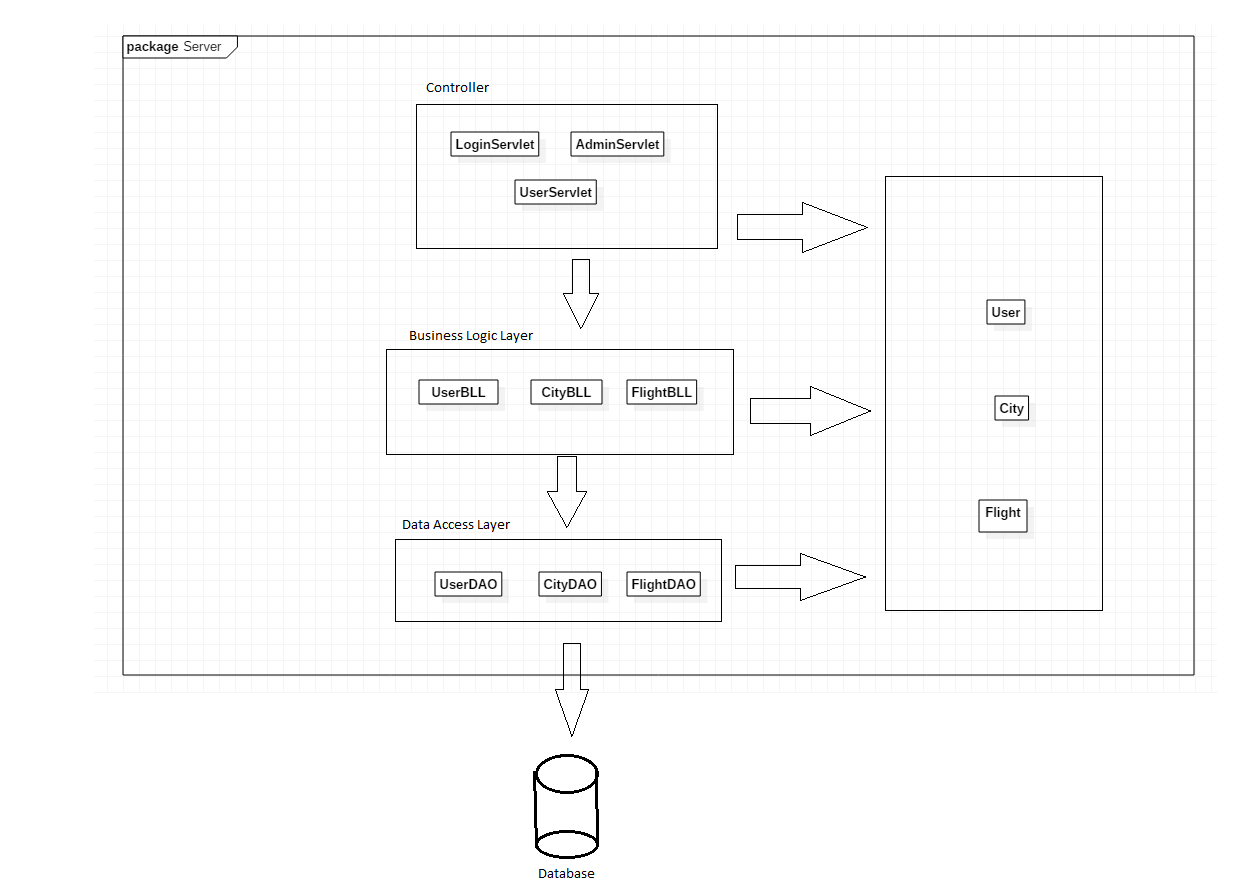 package Server
Controller
LoginServlet
AdminServlet
UserServlet
User
Business Logic Layer
UserBLL
CityBLL
FlightBLL
City
Flight
Data Access Layer
UserDAO
CityDAO
FlightDAO
Database